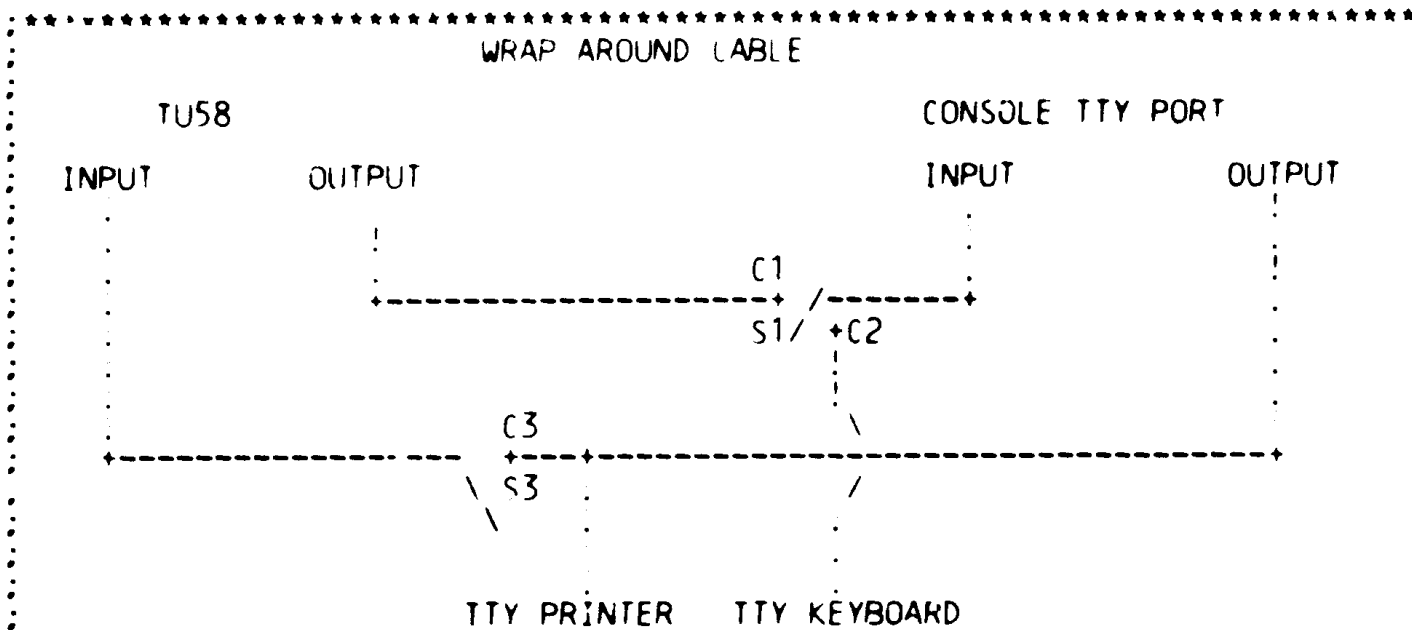 WRAP AROUND CABLE
TU58 CONSOLE TTY PORT
INPUT OUTPUT INPUT OUTPUT
C1
S1 C2
C3
S3
TTY PRINTER TTY KEYBOARD